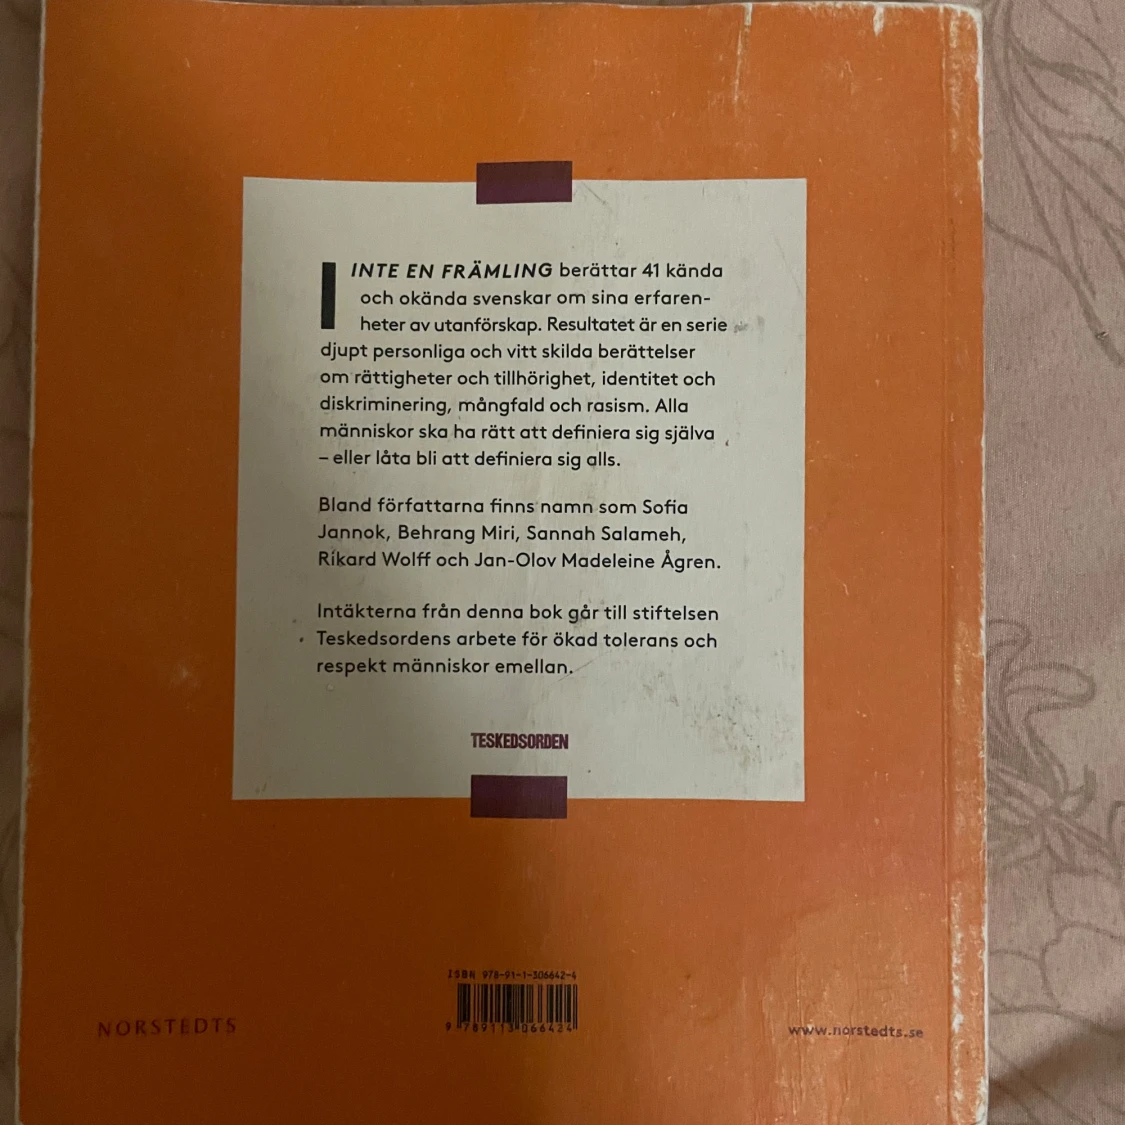 I INTE EN FRÄMLING berättar 41 kända
och okända svenskar om sina erfaren-
heter av utanförskap. Resultatet är en serie
djupt personliga och vitt skilda berättelser
om rättigheter och tillhörighet, identitet och
diskriminering, mångfald och rasism. Alla
människor ska ha rätt att definiera sig själva
– eller låta bli att definiera sig alls.
Bland författarna finns namn som Sofia
Jannok, Behrang Miri, Sannah Salameh,
Rikard Wolff och Jan-Olov Madeleine Ågren.
Intäkterna från denna bok går till stiftelsen
Teskedsordens arbete för ökad tolerans och
respekt människor emellan.
TESKEDSORDEN
ISBN 978-91-1-306642-4
9 789113 066424
NORSTEDTS
www.norstedts.se